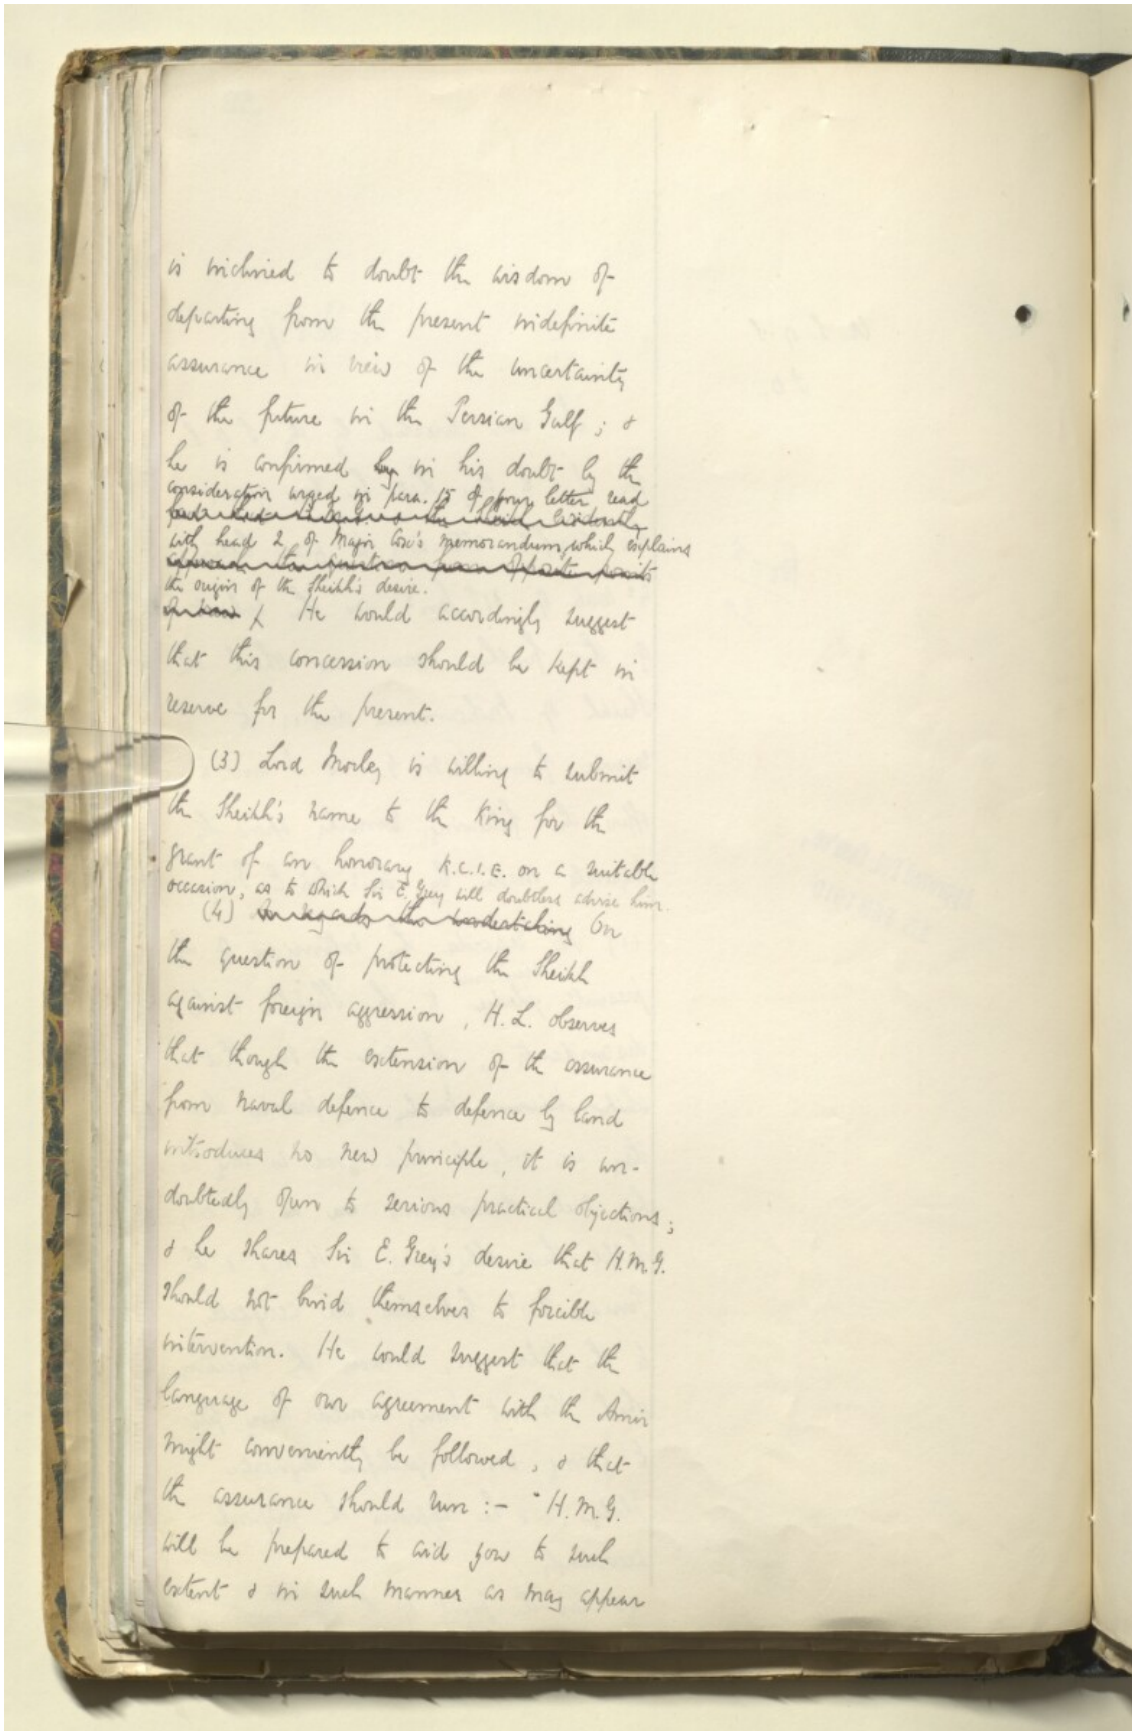 is inclined to doubt the wisdom of
departing from the present indefinite
assurance in view of the uncertainty
of the future in the Persian Gulf; &
he is confirmed by in his doubt by the
consideration urged in para. 15 of your letter read
with head 2 of Major Cox's memorandum, which explains
the origin of the Sheikh's desire.
He would accordingly suggest
that this concession should be kept in
reserve for the present.
(3) Lord Morley is willing to submit
the Sheikh's name to the King for the
grant of an honorary K.C.I.E. on a suitable
occasion, as to which Sir E. Grey will doubtless advise him.
(4) As regards the undertaking On
the question of protecting the Sheikh
against foreign aggression, H.L. observes
that though the extension of the assurance
from naval defence to defence by land
introduces no new principle, it is un-
doubtedly open to serious practical objections;
& he shares Sir E. Grey's desire that H.M.G.
should not bind themselves to forcible
intervention. He would suggest that the
language of our agreement with the Amir
might conveniently be followed, & that
the assurance should run:- "H.M.G.
will be prepared to aid you to such
extent & in such manner as may appear